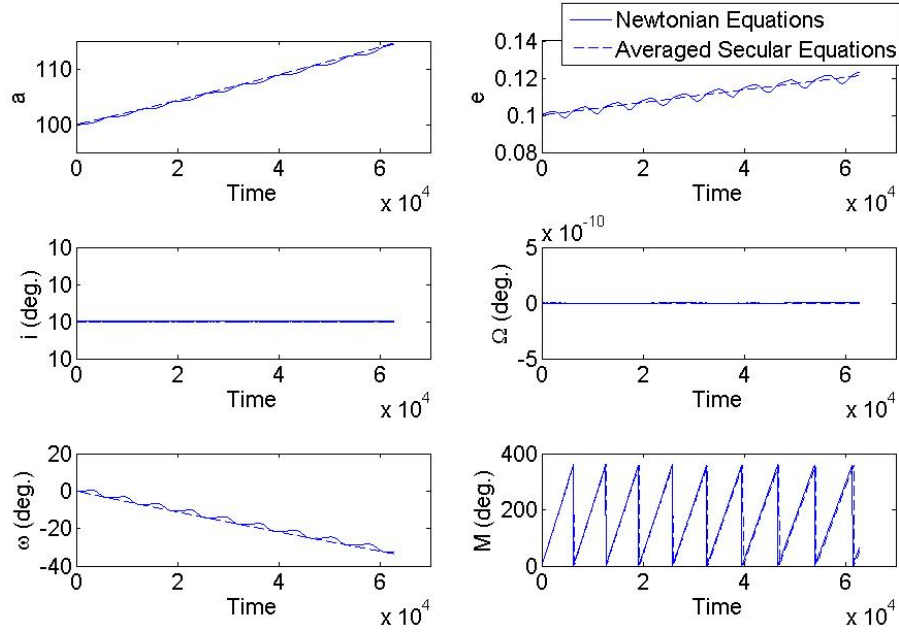 Newtonian Equations
Averaged Secular Equations
a
110
100
0 2 4 6
Time
x 10^4
e
0.14
0.12
0.1
0.08
0 2 4 6
Time
x 10^4
i (deg.)
10
10
10
10
0 2 4 6
Time
x 10^4
x 10^-10
Ω (deg)
5
0
-5
0 2 4 6
Time
x 10^4
ω (deg.)
20
0
-20
-40
0 2 4 6
Time
x 10^4
M (deg.)
400
200
0
0 2 4 6
Time
x 10^4